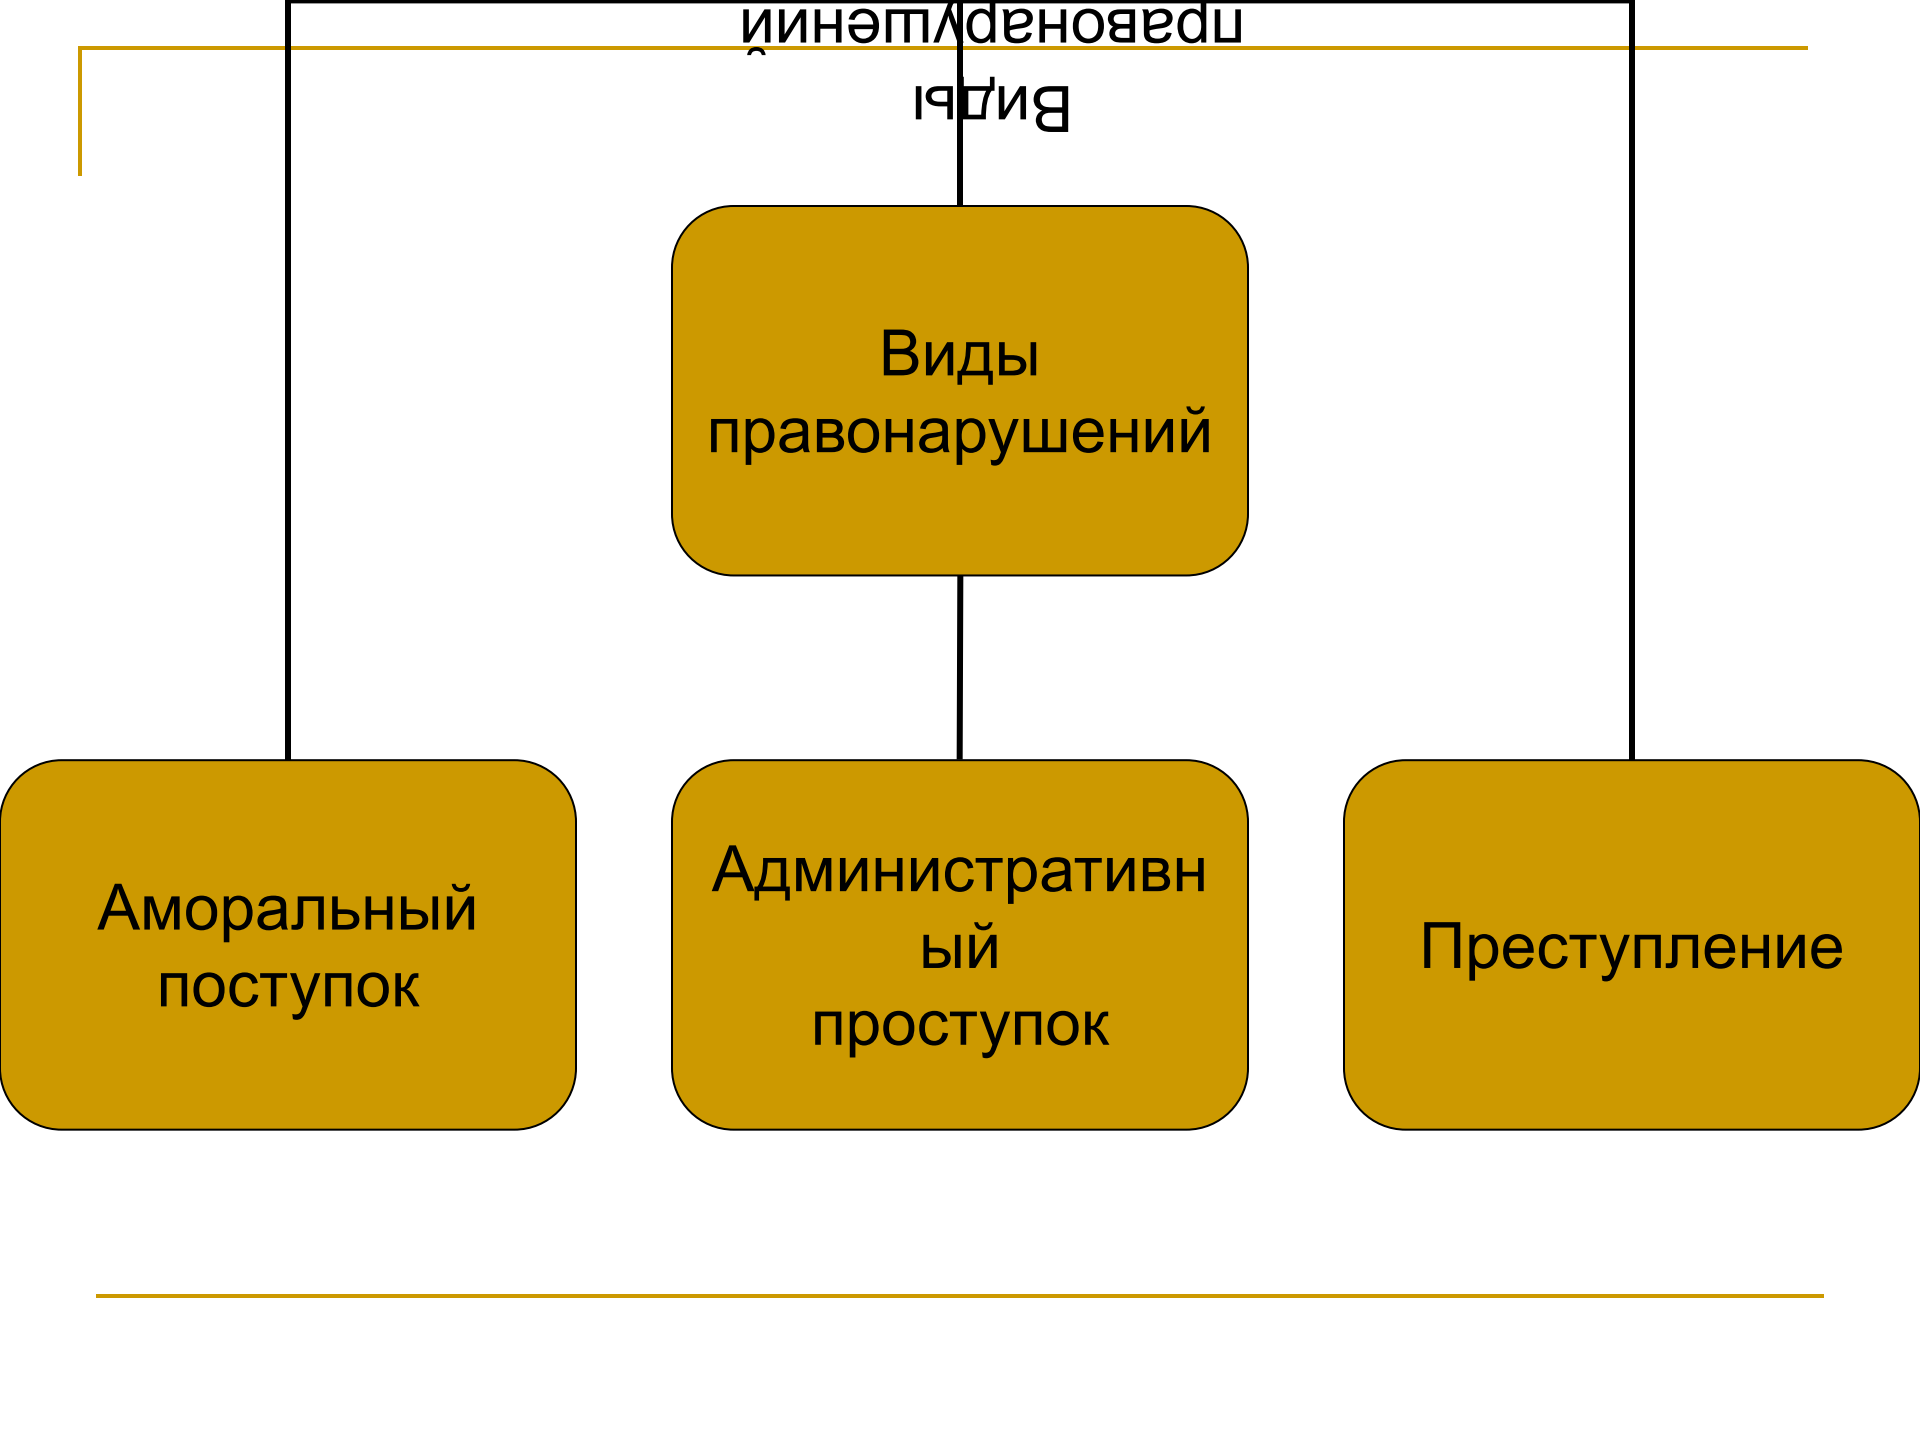 Виды
правонарушений
Виды
правонарушений
Аморальный
поступок
Административн
ый
проступок
Преступление